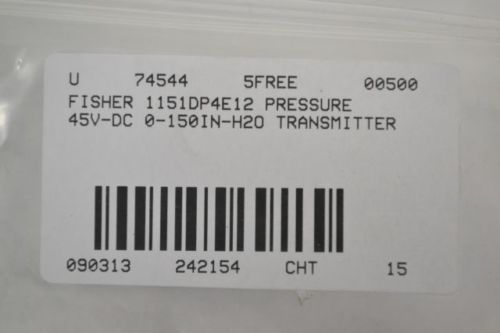 U 74544 5FREE 00500
FISHER 1151DP4E12 PRESSURE
45V-DC 0-150IN-H2O TRANSMITTER
090313 242154 CHT 15